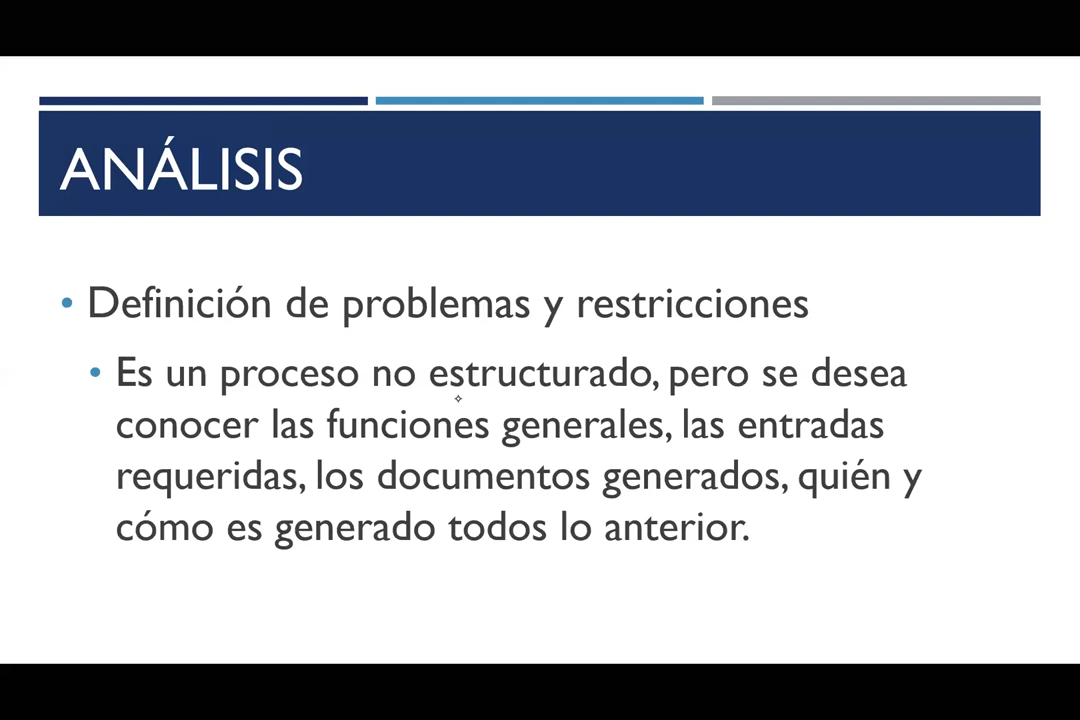 ANÁLISIS
• Definición de problemas y restricciones
• Es un proceso no estructurado, pero se desea
conocer las funciones generales, las entradas
requeridas, los documentos generados, quién y
cómo es generado todos lo anterior.